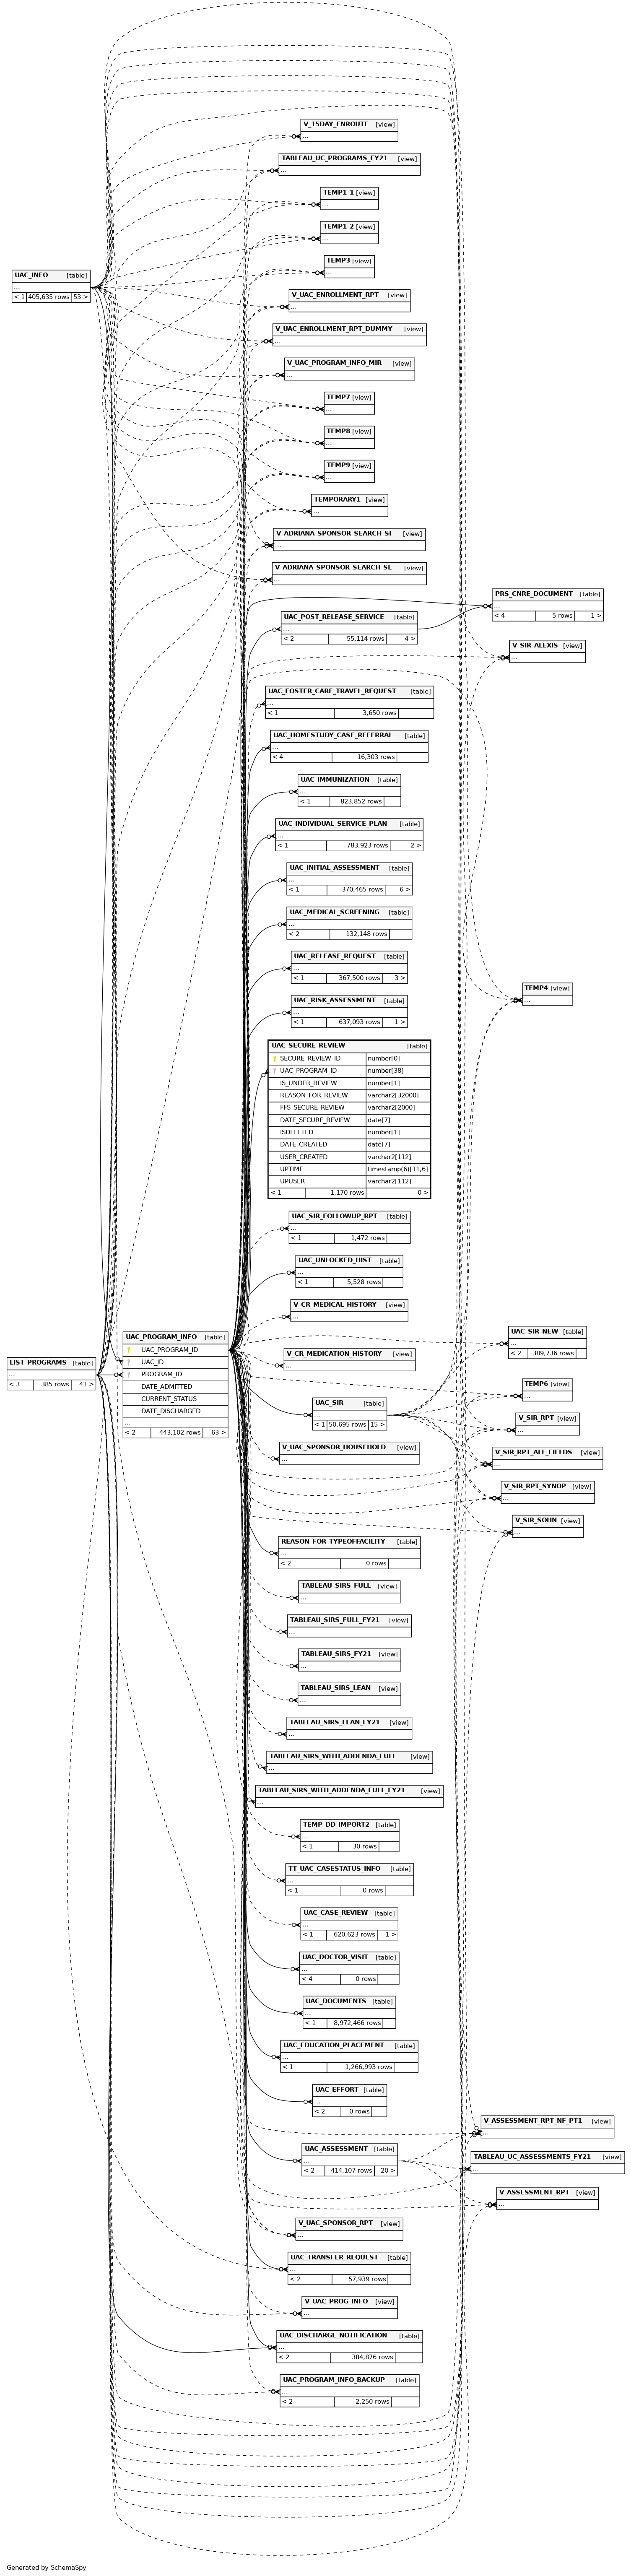 V_15DAY_ENROUTE [view]
...
TABLEAU_UC_PROGRAMS_FY21 [view]
...
TEMP1_1 [view]
...
TEMP1_2 [view]
...
TEMP3 [view]
...
UAC_INFO [table]
...
< 1 405,635 rows 53 >
V_UAC_ENROLLMENT_RPT [view]
...
V_UAC_ENROLLMENT_RPT_DUMMY [view]
...
V_UAC_PROGRAM_INFO_MIR [view]
...
TEMP7 [view]
...
TEMP8 [view]
...
TEMP9 [view]
...
TEMPORARY1 [view]
...
V_ADRIANA_SPONSOR_SEARCH_SI [view]
...
V_ADRIANA_SPONSOR_SEARCH_SL [view]
...
PRS_CNRE_DOCUMENT [table]
...
< 4 5 rows 1 >
UAC_POST_RELEASE_SERVICE [table]
...
< 2 55,114 rows 4 >
V_SIR_ALEXIS [view]
...
UAC_FOSTER_CARE_TRAVEL_REQUEST [table]
...
< 1 3,650 rows
UAC_HOMESTUDY_CASE_REFERRAL [table]
...
< 4 16,303 rows
UAC_IMMUNIZATION [table]
...
< 1 823,852 rows
UAC_INDIVIDUAL_SERVICE_PLAN [table]
...
< 1 783,923 rows 2 >
UAC_INITIAL_ASSESSMENT [table]
...
< 1 370,465 rows 6 >
UAC_MEDICAL_SCREENING [table]
...
< 2 132,148 rows
UAC_RELEASE_REQUEST [table]
...
< 1 367,500 rows 3 >
TEMP4 [view]
...
UAC_RISK_ASSESSMENT [table]
...
< 1 637,093 rows 1 >
UAC_SECURE_REVIEW [table]
SECURE_REVIEW_ID number[0]
UAC_PROGRAM_ID number[38]
IS_UNDER_REVIEW number[1]
REASON_FOR_REVIEW varchar2[32000]
FFS_SECURE_REVIEW varchar2[2000]
DATE_SECURE_REVIEW date[7]
ISDELETED number[1]
DATE_CREATED date[7]
USER_CREATED varchar2[112]
UPTIME timestamp(6)[11,6]
UPUSER varchar2[112]
< 1 1,170 rows 0 >
UAC_SIR_FOLLOWUP_RPT [table]
...
< 1 1,472 rows
UAC_UNLOCKED_HIST [table]
...
< 1 5,528 rows
V_CR_MEDICAL_HISTORY [view]
...
UAC_PROGRAM_INFO [table]
UAC_PROGRAM_ID
UAC_ID
PROGRAM_ID
DATE_ADMITTED
CURRENT_STATUS
DATE_DISCHARGED
...
< 2 443,102 rows 63 >
LIST_PROGRAMS [table]
...
< 3 385 rows 41 >
UAC_SIR_NEW [table]
...
< 2 389,736 rows
V_CR_MEDICATION_HISTORY [view]
...
TEMP6 [view]
...
UAC_SIR [table]
...
< 1 50,695 rows 15 >
V_SIR_RPT [view]
...
V_UAC_SPONSOR_HOUSEHOLD [view]
...
V_SIR_RPT_ALL_FIELDS [view]
...
V_SIR_RPT_SYNOP [view]
...
V_SIR_SOHN [view]
...
REASON_FOR_TYPEOFFACILITY [table]
...
< 2 0 rows
TABLEAU_SIRS_FULL [view]
...
TABLEAU_SIRS_FULL_FY21 [view]
...
TABLEAU_SIRS_FY21 [view]
...
TABLEAU_SIRS_LEAN [view]
...
TABLEAU_SIRS_LEAN_FY21 [view]
...
TABLEAU_SIRS_WITH_ADDENDA_FULL [view]
...
TABLEAU_SIRS_WITH_ADDENDA_FULL_FY21 [view]
...
TEMP_DD_IMPORT2 [table]
...
< 1 30 rows
TT_UAC_CASESTATUS_INFO [table]
...
< 1 0 rows
UAC_CASE_REVIEW [table]
...
< 1 620,623 rows 1 >
UAC_DOCTOR_VISIT [table]
...
< 4 0 rows
UAC_DOCUMENTS [table]
...
< 1 8,972,466 rows
UAC_EDUCATION_PLACEMENT [table]
...
< 1 1,266,993 rows
UAC_EFFORT [table]
...
< 2 0 rows
V_ASSESSMENT_RPT_NF_PT1 [view]
...
UAC_ASSESSMENT [table]
...
< 2 414,107 rows 20 >
TABLEAU_UC_ASSESSMENTS_FY21 [view]
...
V_ASSESSMENT_RPT [view]
...
V_UAC_SPONSOR_RPT [view]
...
UAC_TRANSFER_REQUEST [table]
...
< 2 57,939 rows
V_UAC_PROG_INFO [view]
...
UAC_DISCHARGE_NOTIFICATION [table]
...
< 2 384,876 rows
UAC_PROGRAM_INFO_BACKUP [table]
...
< 2 2,250 rows
Generated by SchemaSpy